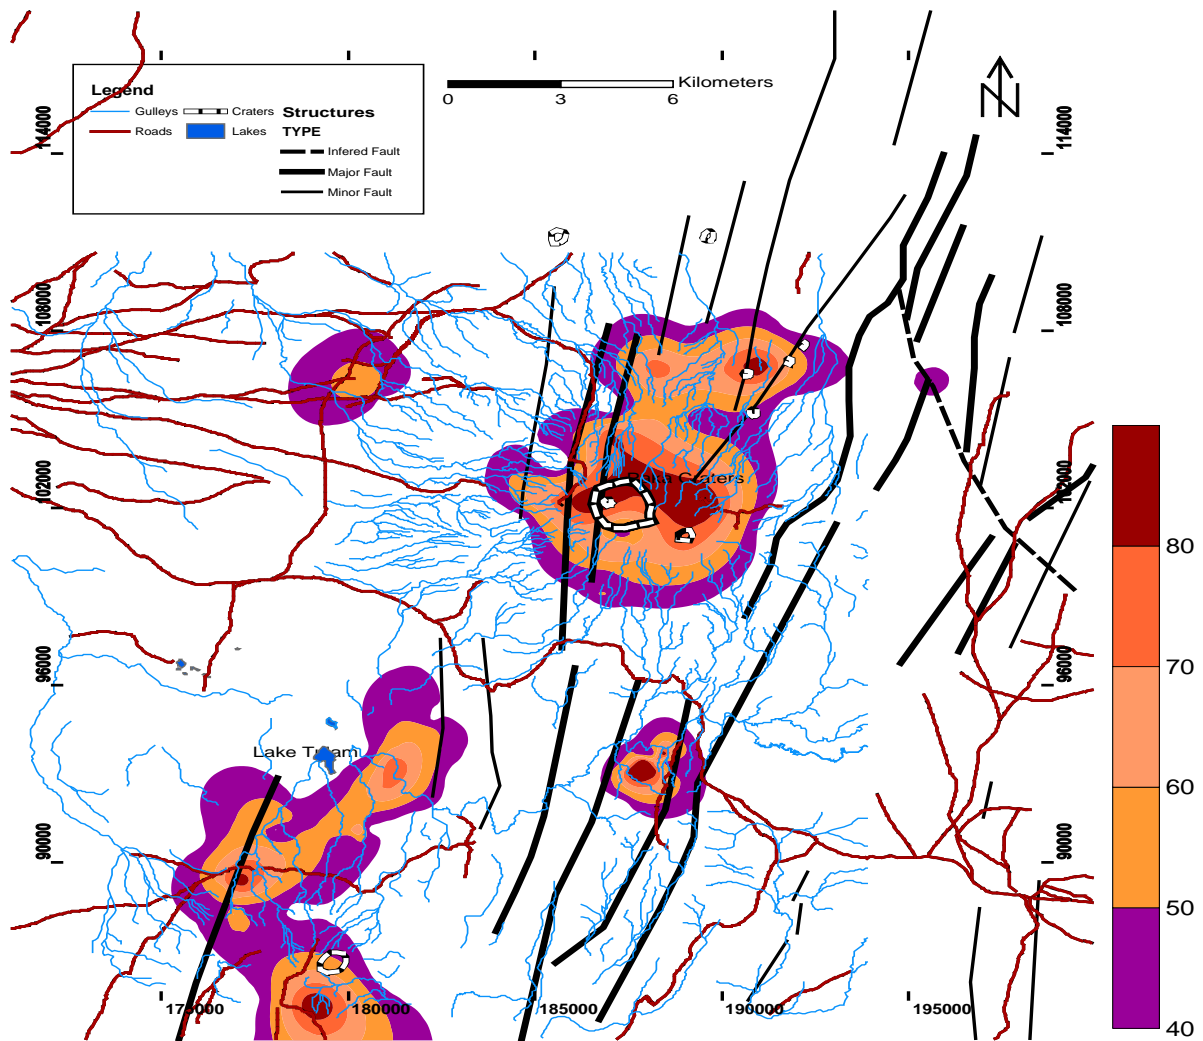 Legend
Gulleys
Craters
Structures
Roads
Lakes
TYPE
Infered Fault
Major Fault
Minor Fault
Kilometers
0 3 6
N
114000
114000
108000
108000
102000
96000
96000
90000
90000
Craters
Lake
175000
180000
185000
190000
195000
80
70
60
50
40